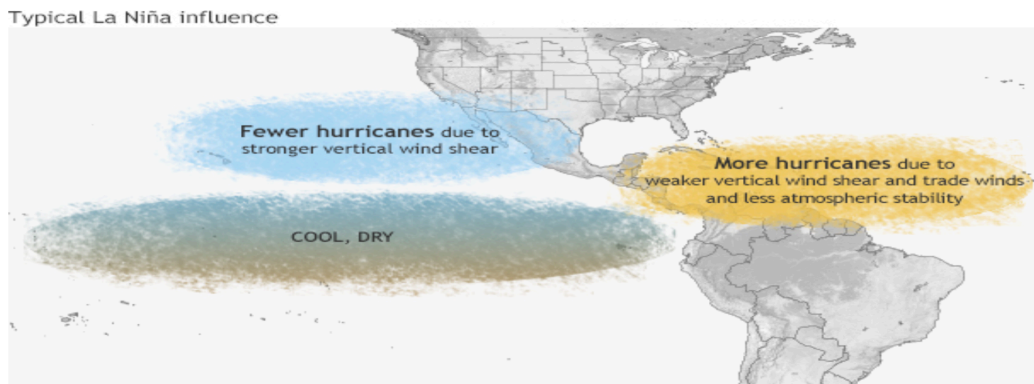 Typical La Niña influence
Fewer hurricanes due to
stronger vertical wind shear
More hurricanes due to
weaker vertical wind shear and trade winds
and less atmospheric stability
COOL, DRY